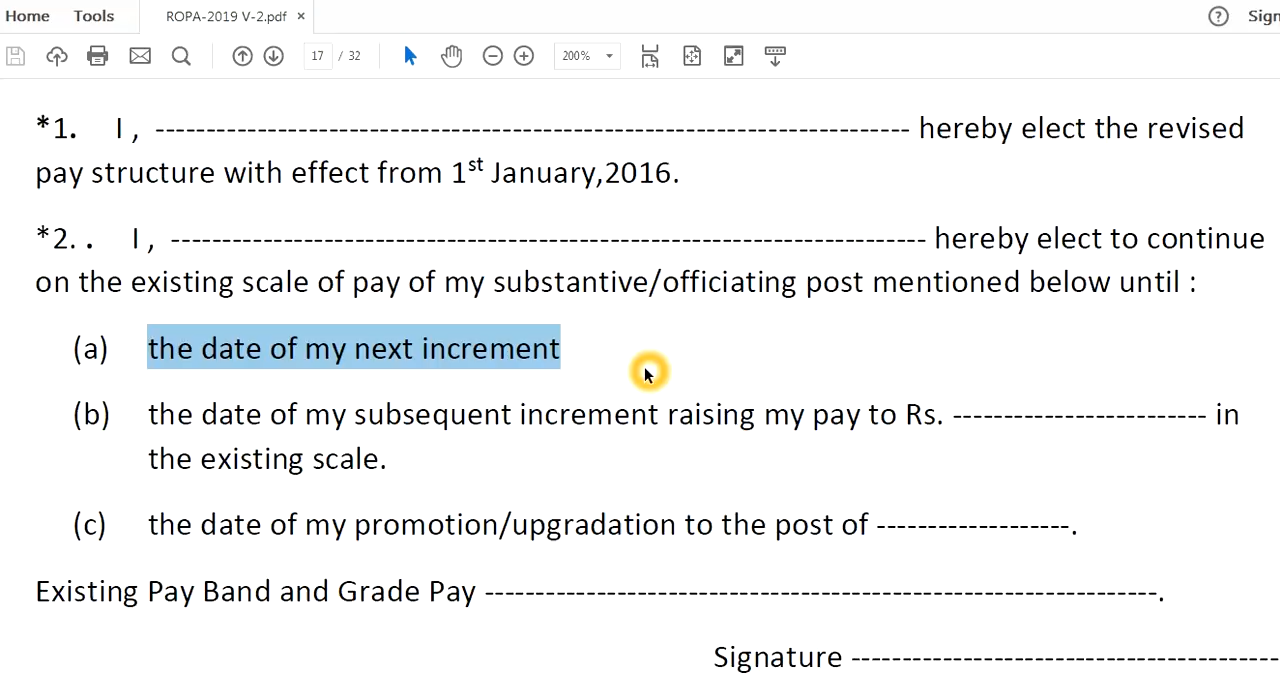 Home Tools ROPA-2019 V-2.pdf × ? Sign
17 / 32 200%
*1. I , -------------------------------------------------------------------------- hereby elect the revised
pay structure with effect from 1st January,2016.
*2. . I , -------------------------------------------------------------------------- hereby elect to continue
on the existing scale of pay of my substantive/officiating post mentioned below until :
(a) the date of my next increment
(b) the date of my subsequent increment raising my pay to Rs. ------------------------- in
the existing scale.
(c) the date of my promotion/upgradation to the post of -------------------.
Existing Pay Band and Grade Pay ------------------------------------------------------------------.
Signature ------------------------------------------